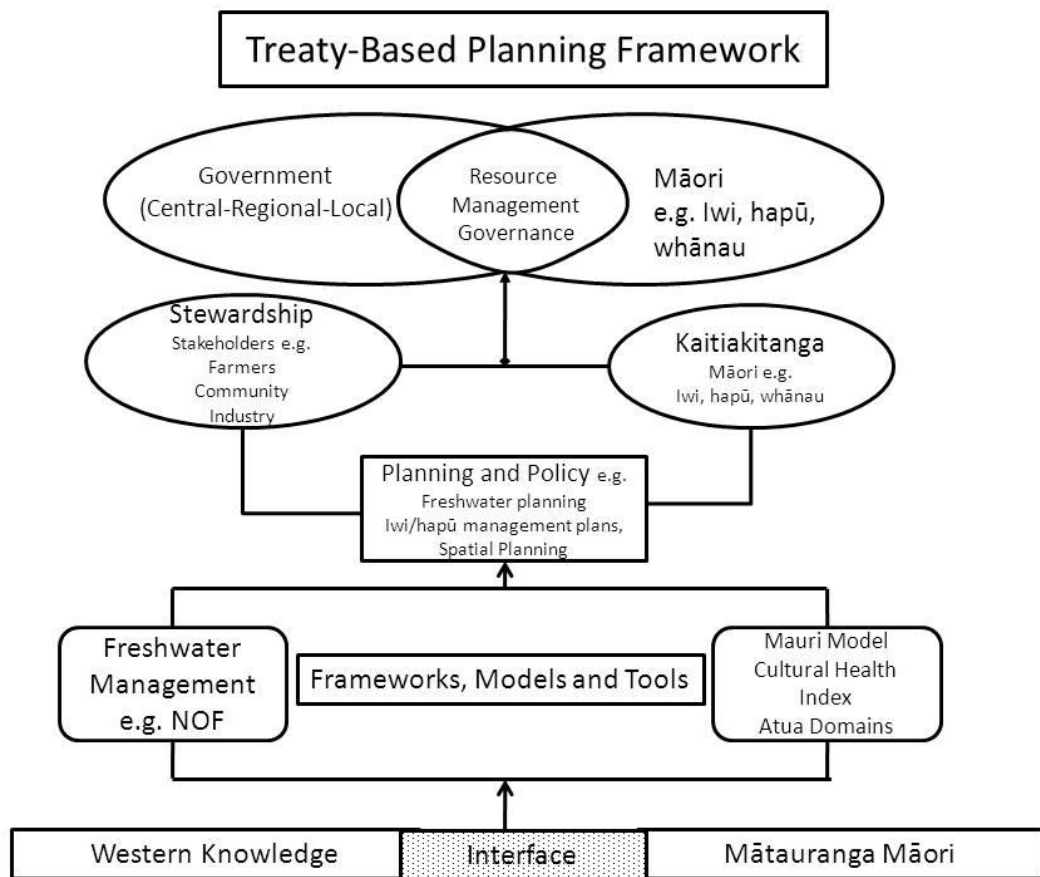 Treaty-Based Planning Framework
Government
(Central-Regional-Local)
Resource
Management
Governance
Māori
e.g. Iwi, hapū,
whānau
Stewardship
Stakeholders e.g.
Farmers
Community
Industry
Kaitiakitanga
Māori e.g.
Iwi, hapū, whānau
Planning and Policy e.g.
Freshwater planning
Iwi/hapū management plans,
Spatial Planning
Freshwater
Management
e.g. NOF
Frameworks, Models and Tools
Mauri Model
Cultural Health
Index
Atua Domains
Western Knowledge
Interface
Mātauranga Māori